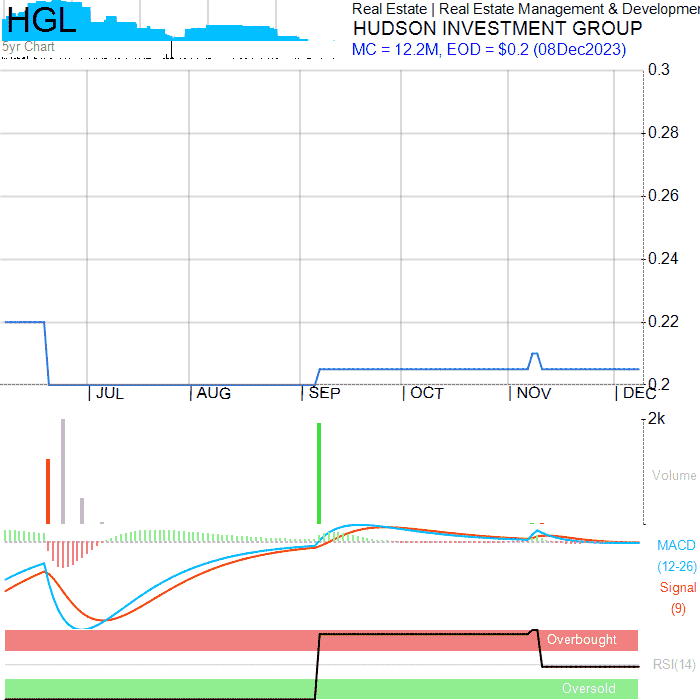 HGL
Real Estate | Real Estate Management & Developmen
HUDSON INVESTMENT GROUP
5yr Chart
MC = 12.2M, EOD = $0.2 (08Dec2023)
0.3
0.28
0.26
0.24
0.22
0.2
JUL AUG SEP OCT NOV DEC
2k
Volume
MACD
(12-26)
Signal
(9)
Overbought
RSI(14)
Oversold